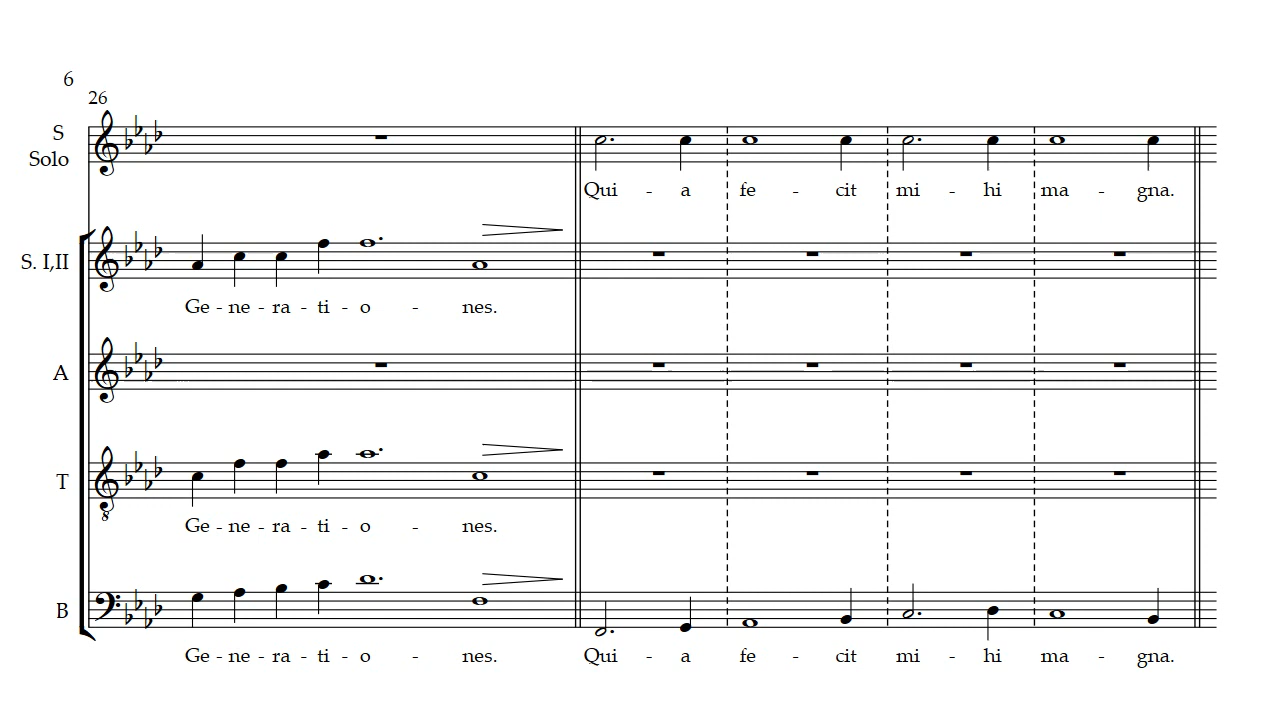 6
26
S
Solo
Qui - a fe - cit mi - hi ma - gna.
S. I,II
Ge - ne - ra - ti - o - nes.
A
T
8
Ge - ne - ra - ti - o - nes.
B
Ge - ne - ra - ti - o - nes. Qui - a fe - cit mi - hi ma - gna.